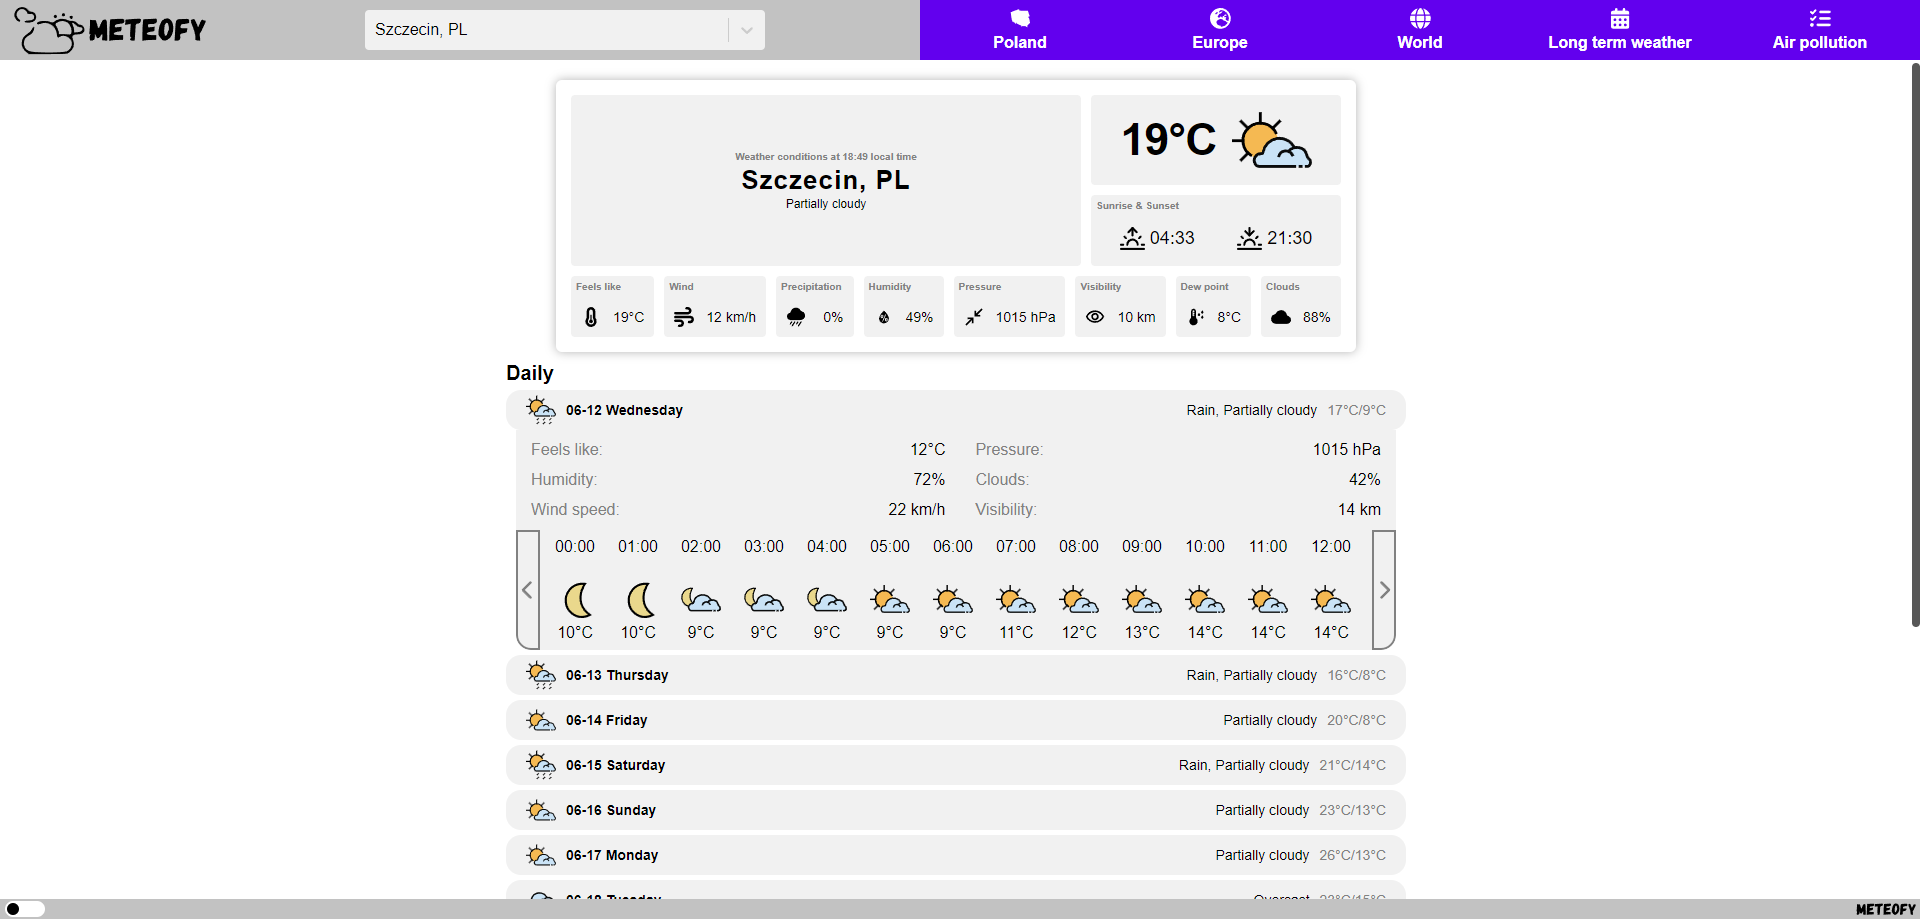 METEOFY
Szczecin, PL
Poland
Europe
World
Long term weather
Air pollution
Weather conditions at 18:49 local time
Szczecin, PL
Partially cloudy
19°C
Sunrise & Sunset
04:33 21:30
Feels like
19°C
Wind
12 km/h
Precipitation
0%
Humidity
49%
Pressure
1015 hPa
Visibility
10 km
Dew point
8°C
Clouds
88%
Daily
06-12 Wednesday Rain, Partially cloudy 17°C/9°C
Feels like: 12°C Pressure: 1015 hPa
Humidity: 72% Clouds: 42%
Wind speed: 22 km/h Visibility: 14 km
00:00 01:00 02:00 03:00 04:00 05:00 06:00 07:00 08:00 09:00 10:00 11:00 12:00
10°C 10°C 9°C 9°C 9°C 9°C 9°C 11°C 12°C 13°C 14°C 14°C 14°C
06-13 Thursday Rain, Partially cloudy 16°C/8°C
06-14 Friday Partially cloudy 20°C/8°C
06-15 Saturday Rain, Partially cloudy 21°C/14°C
06-16 Sunday Partially cloudy 23°C/13°C
06-17 Monday Partially cloudy 26°C/13°C
06-18 Tuesday Overcast
METEOFY